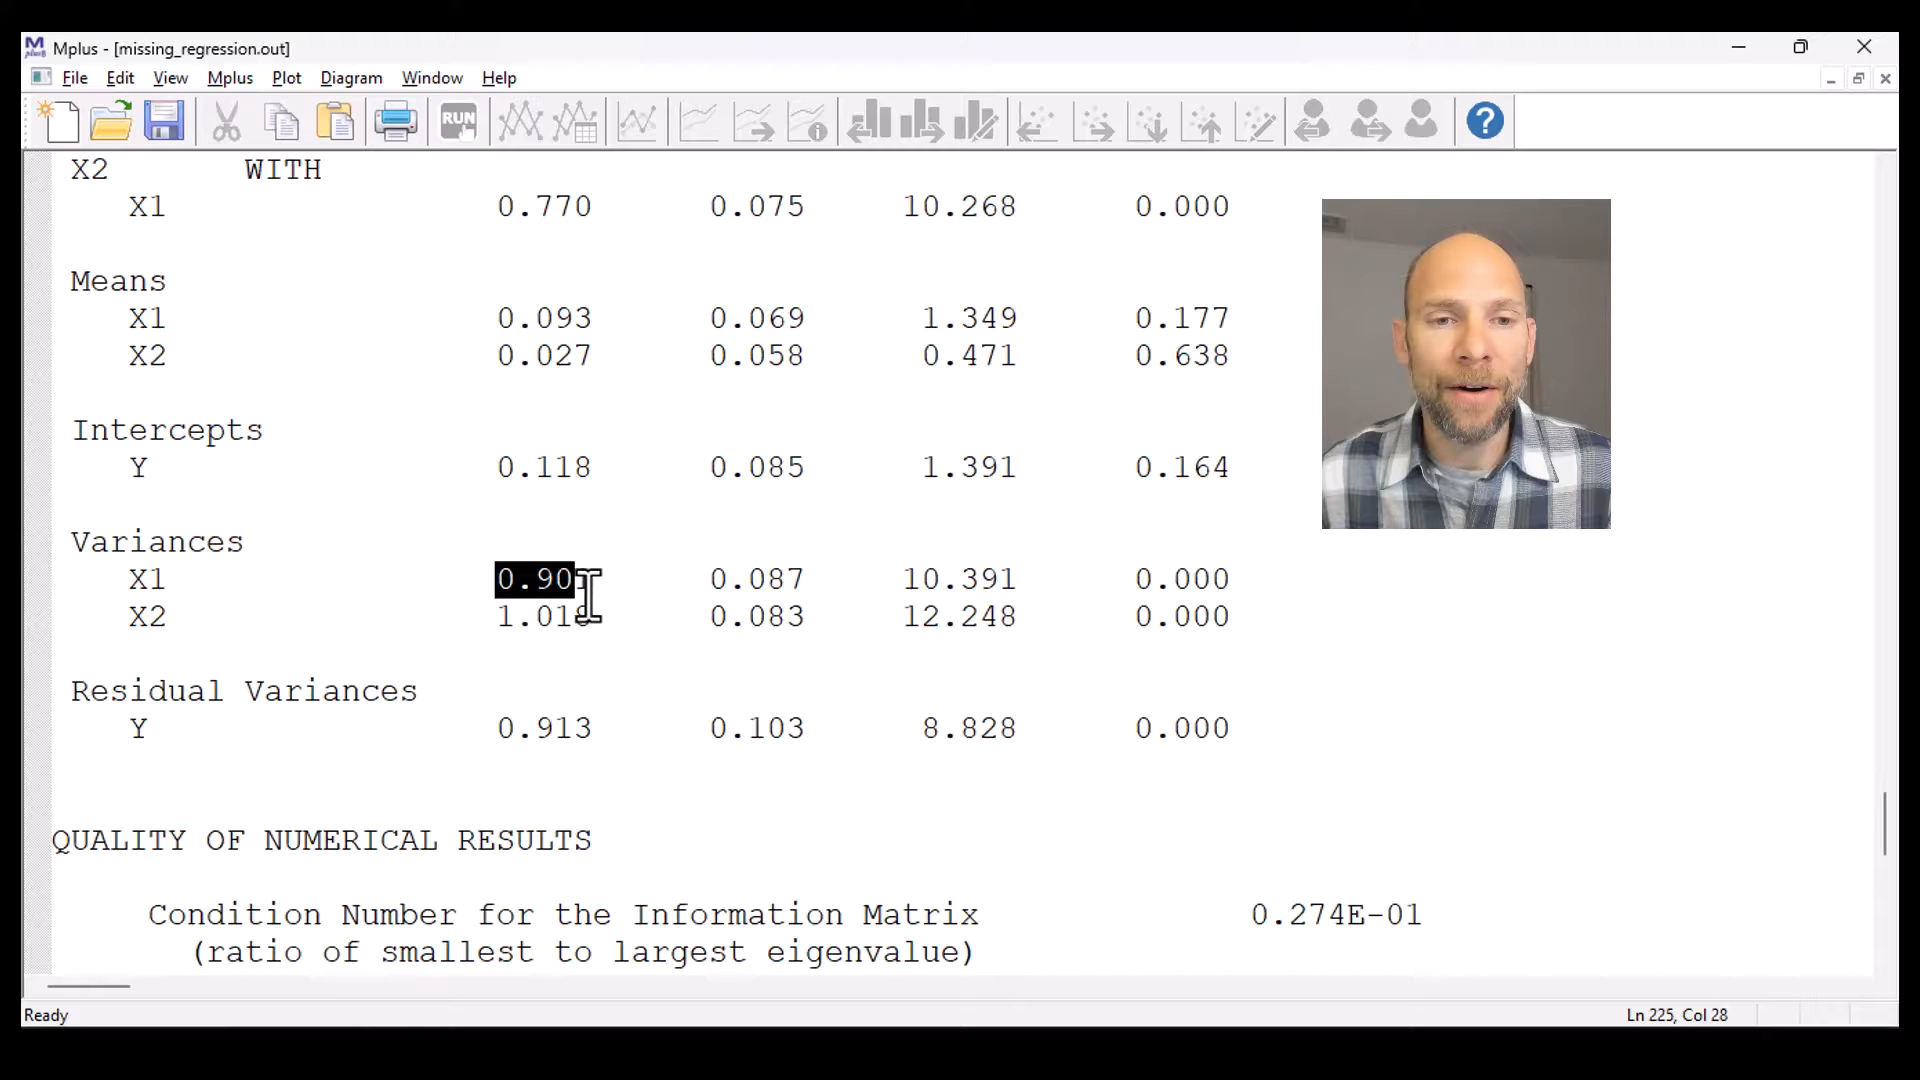 Mplus - [missing_regression.out]
File Edit View Mplus Plot Diagram Window Help
RUN
X2 WITH
X1 0.770 0.075 10.268 0.000
Means
X1 0.093 0.069 1.349 0.177
X2 0.027 0.058 0.471 0.638
Intercepts
Y 0.118 0.085 1.391 0.164
Variances
X1 0.087 10.391 0.000
X2 0.083 12.248 0.000
Residual Variances
Y 0.913 0.103 8.828 0.000
QUALITY OF NUMERICAL RESULTS
Condition Number for the Information Matrix 0.274E-01
(ratio of smallest to largest eigenvalue)
Ready
Ln 225, Col 28